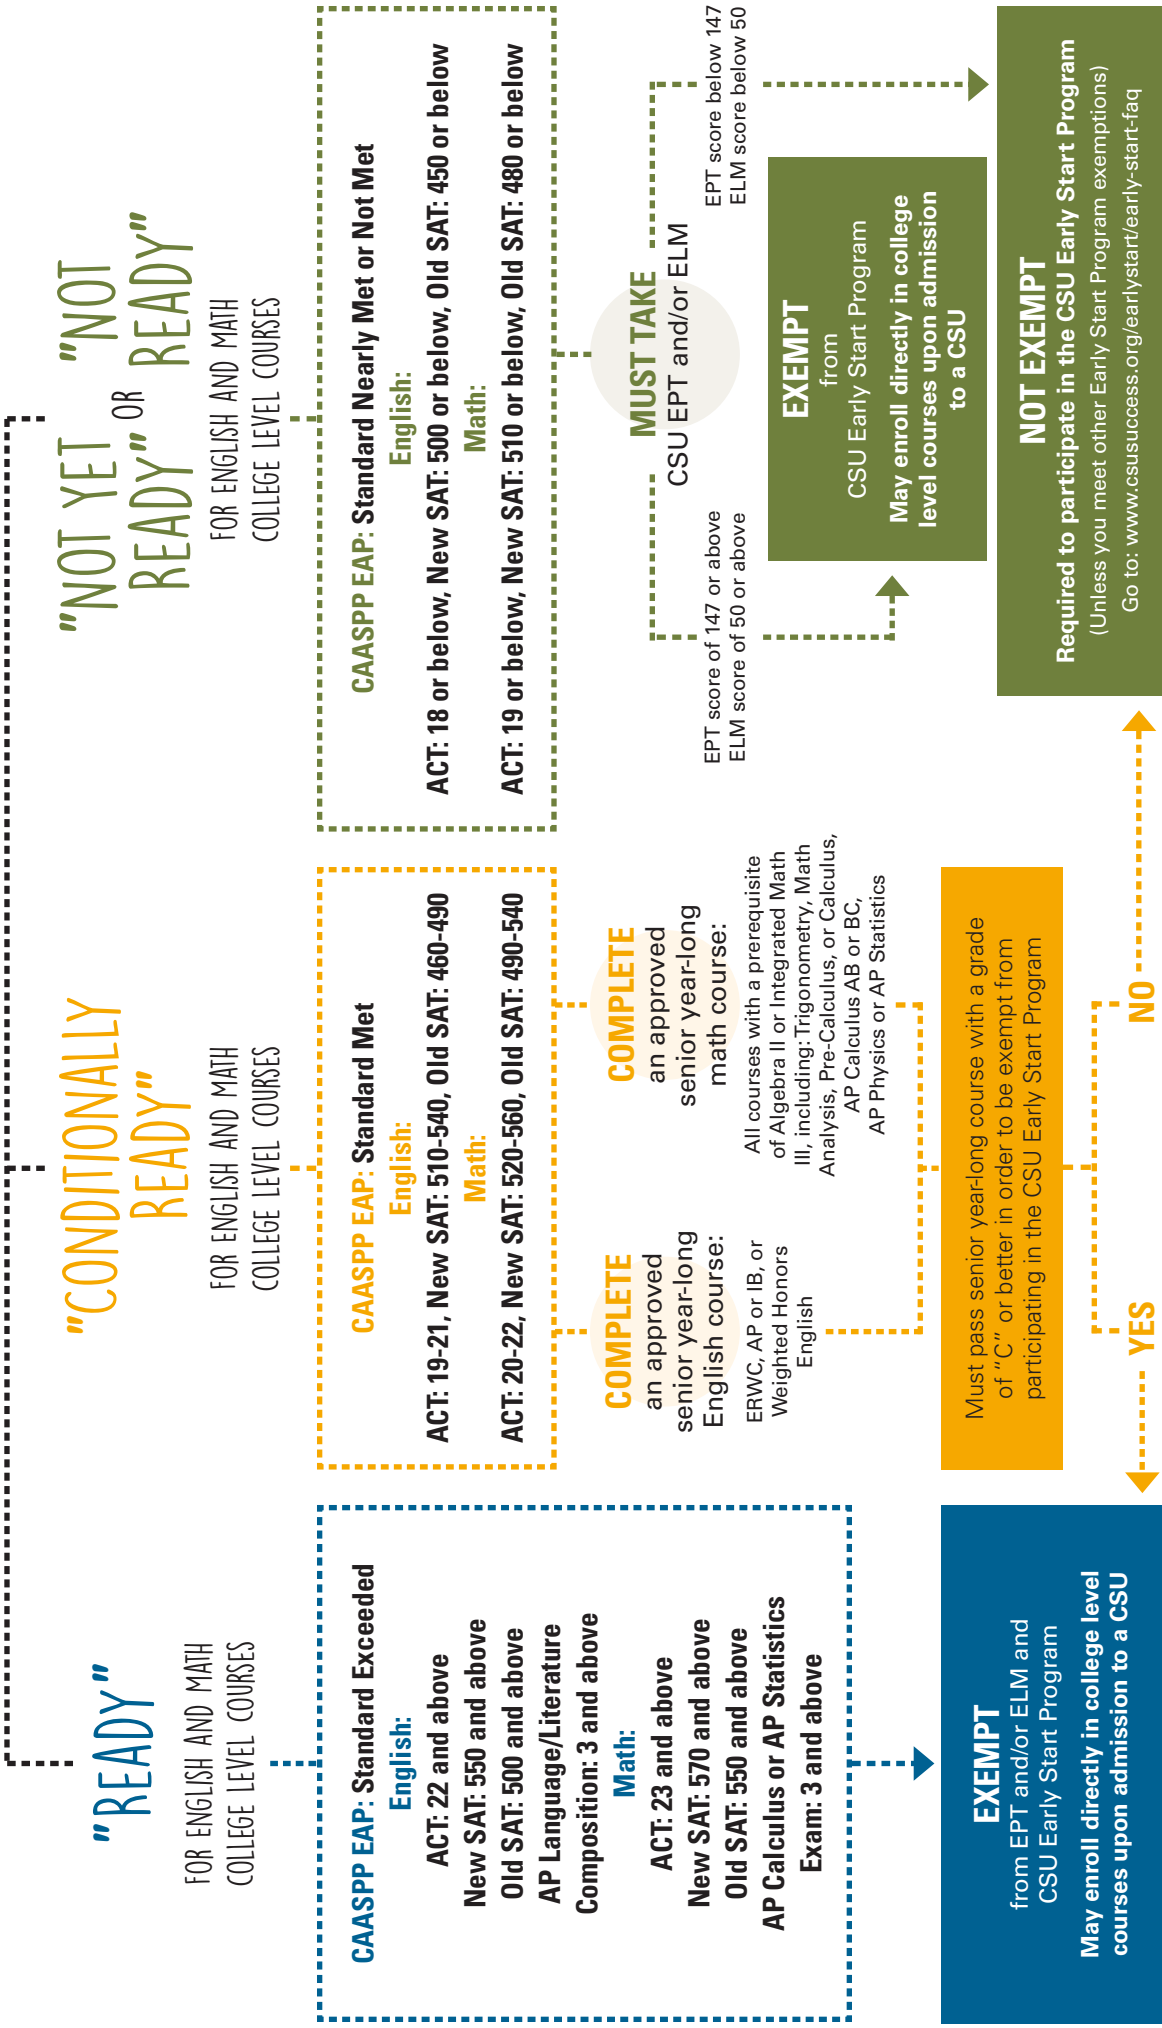 "READY"
FOR ENGLISH AND MATH
COLLEGE LEVEL COURSES
CAASPP EAP: Standard Exceeded
English:
ACT: 22 and above
New SAT: 550 and above
Old SAT: 500 and above
AP Language/Literature
Composition: 3 and above
Math:
ACT: 23 and above
New SAT: 570 and above
Old SAT: 550 and above
AP Calculus or AP Statistics
Exam: 3 and above
EXEMPT
from EPT and/or ELM and
CSU Early Start Program
May enroll directly in college level
courses upon admission to a CSU
"CONDITIONALLY
READY"
FOR ENGLISH AND MATH
COLLEGE LEVEL COURSES
CAASPP EAP: Standard Met
English:
ACT: 19-21, New SAT: 510-540, Old SAT: 460-490
Math:
ACT: 20-22, New SAT: 520-560, Old SAT: 490-540
COMPLETE
an approved
senior year-long
English course:
ERWC, AP or IB, or
Weighted Honors
English
COMPLETE
an approved
senior year-long
math course:
All courses with a prerequisite
of Algebra II or Integrated Math
III, including: Trigonometry, Math
Analysis, Pre-Calculus, or Calculus,
AP Calculus AB or BC,
AP Physics or AP Statistics
Must pass senior year-long course with a grade
of "C" or better in order to be exempt from
participating in the CSU Early Start Program
YES
NO
"NOT YET
READY"
OR
"NOT
READY"
FOR ENGLISH AND MATH
COLLEGE LEVEL COURSES
CAASPP EAP: Standard Nearly Met or Not Met
English:
ACT: 18 or below, New SAT: 500 or below, Old SAT: 450 or below
Math:
ACT: 19 or below, New SAT: 510 or below, Old SAT: 480 or below
MUST TAKE
CSU EPT and/or ELM
EPT score of 147 or above
ELM score of 50 or above
EPT score below 147
ELM score below 50
EXEMPT
from
CSU Early Start Program
May enroll directly in college
level courses upon admission
to a CSU
NOT EXEMPT
Required to participate in the CSU Early Start Program
(Unless you meet other Early Start Program exemptions)
Go to: www.csusuccess.org/earlystart/early-start-faq